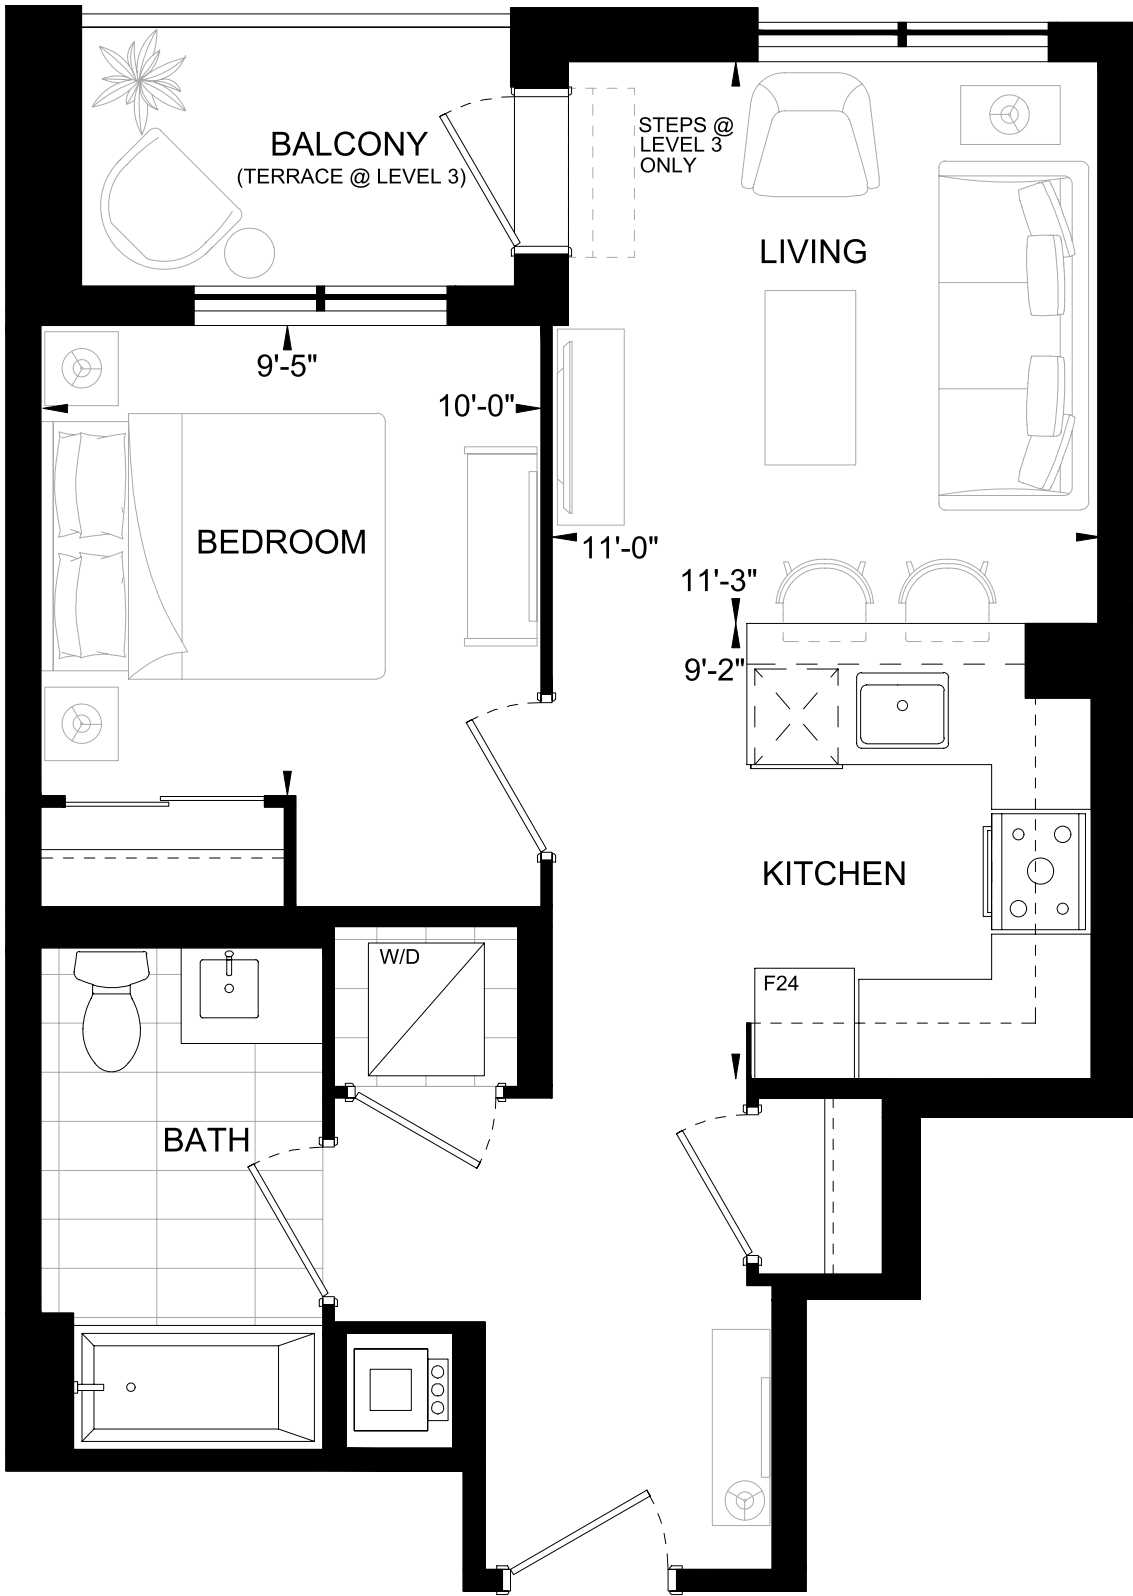 BALCONY
(TERRACE @ LEVEL 3)
STEPS @
LEVEL 3
ONLY
LIVING
9'-5"
10'-0"
BEDROOM
11'-0"
11'-3"
9'-2"
KITCHEN
W/D
F24
BATH